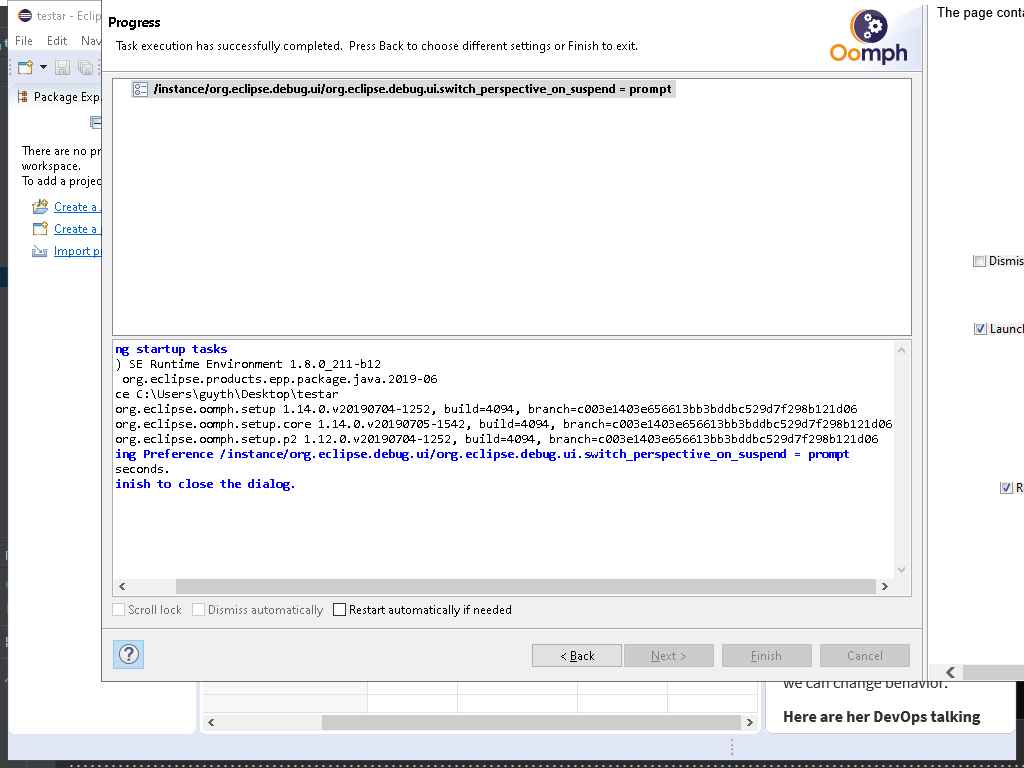 testar - Eclip
File Edit Nav
Package Exp
There are no pr
workspace.
To add a projec
Create a
Create a
Import p
Progress
Task execution has successfully completed. Press Back to choose different settings or Finish to exit.
Oomph
/instance/org.eclipse.debug.ui/org.eclipse.debug.ui.switch_perspective_on_suspend = prompt
ng startup tasks
) SE Runtime Environment 1.8.0_211-b12
org.eclipse.products.epp.package.java.2019-06
ce C:\Users\guyth\Desktop\testar
org.eclipse.oomph.setup 1.14.0.v20190704-1252, build=4094, branch=c003e1403e656613bb3bddbc529d7f298b121d06
org.eclipse.oomph.setup.core 1.14.0.v20190705-1542, build=4094, branch=c003e1403e656613bb3bddbc529d7f298b121d06
org.eclipse.oomph.setup.p2 1.12.0.v20190704-1252, build=4094, branch=c003e1403e656613bb3bddbc529d7f298b121d06
ing Preference /instance/org.eclipse.debug.ui/org.eclipse.debug.ui.switch_perspective_on_suspend = prompt
seconds.
inish to close the dialog.
Scroll lock Dismiss automatically Restart automatically if needed
? < Back Next > Finish Cancel
The page conta
Dismis
Launc
R
we can change behavior.
Here are her DevOps talking